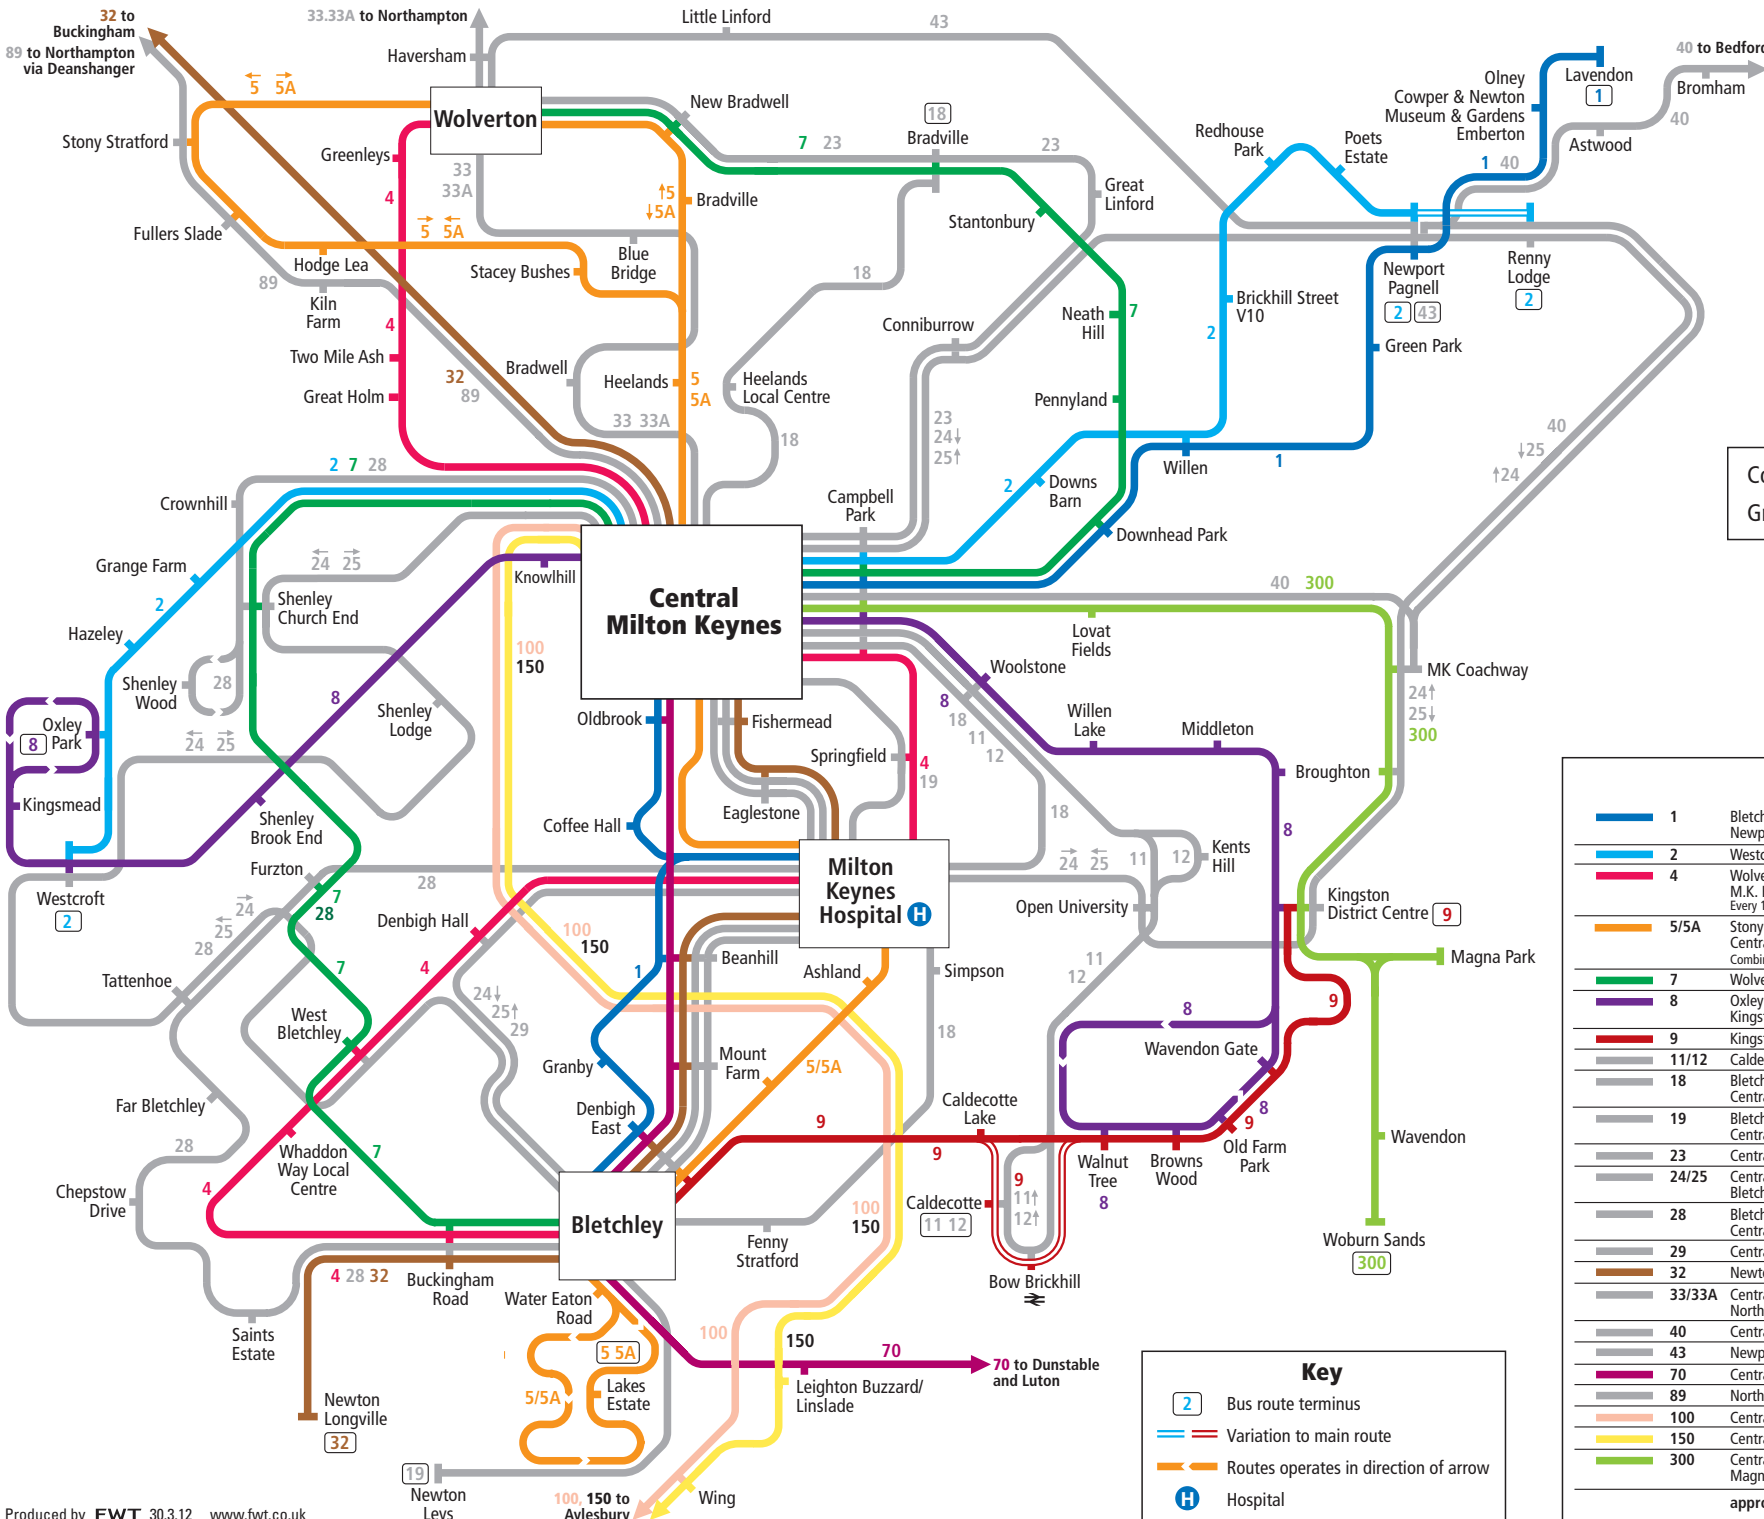 32 to
Buckingham
89 to Northampton
via Deanshanger
33.33A to Northampton
Haversham
Little Linford
43
40 to Bedford
Bromham
40
Lavendon
1
Olney
Cowper & Newton
Museum & Gardens
Emberton
Astwood
1 40
5 5A
Wolverton
New Bradwell
18
Bradville
7 23
23
Redhouse
Park
Poets
Estate
Stony Stratford
Greenleys
4
33
33A
5
5A
Bradville
Great
Linford
Stantonbury
Fullers Slade
5 5A
Hodge Lea
Stacey Bushes
Blue
Bridge
18
89
Kiln
Farm
Newport
Pagnell
2 43
Renny
Lodge
2
Brickhill Street
V10
2
Neath
Hill
7
Conniburrow
Green Park
4
Two Mile Ash
Great Holm
32
89
Bradwell
Heelands
5
5A
Heelands
Local Centre
33 33A
18
Pennyland
23
24
25
40
25
24
Willen
1
2
Downs
Barn
Campbell
Park
Downhead Park
2 7 28
Crownhill
24 25
Grange Farm
2
Shenley
Church End
Knowlhill
Central
Milton Keynes
40 300
Lovat
Fields
Hazeley
100
150
Woolstone
MK Coachway
24
25
300
Shenley
Wood
28
8
Shenley
Lodge
8
18
11
12
Willen
Lake
Middleton
Oldbrook
Fishermead
Springfield
4
19
Broughton
Oxley
8 Park
24 25
Kingsmead
Shenley
Brook End
Coffee Hall
Eaglestone
18
8
Kents
Hill
24 25
11
12
Furzton
28
Milton
Keynes
Hospital H
Westcroft
2
24
25
28
7
28
Denbigh Hall
Open University
Kingston
District Centre 9
Magna Park
100
150
Beanhill
Ashland
Simpson
11
12
Tattenhoe
7
4
1
24
25
29
9
8
West
Bletchley
Granby
Mount
Farm
5/5A
18
Wavendon Gate
Far Bletchley
Denbigh
East
Caldecotte
Lake
9
9
8
9
Wavendon
28
Whaddon
Way Local
Centre
7
Walnut
Tree
8
Browns
Wood
Old Farm
Park
Chepstow
Drive
4
Bletchley
100
150
Caldecotte
11 12
9
11
12
Fenny
Stratford
Woburn Sands
300
4 28 32
Buckingham
Road
Water Eaton
Road
Bow Brickhill
Saints
Estate
5 5A
100
150
70
70 to Dunstable
and Luton
5/5A
Lakes
Estate
Leighton Buzzard/
Linslade
Newton
Longville
32
19
Newton
Leys
100, 150 to
Aylesbury
Wing
Key
2 Bus route terminus
Variation to main route
Routes operates in direction of arrow
H Hospital
Produced by FWT 30.3.12 www.fwt.co.uk
1
2
4
Every 1
5/5A
7
8
9
11/12
18
19
23
24/25
28
29
32
33/33A
40
43
70
89
100
150
300